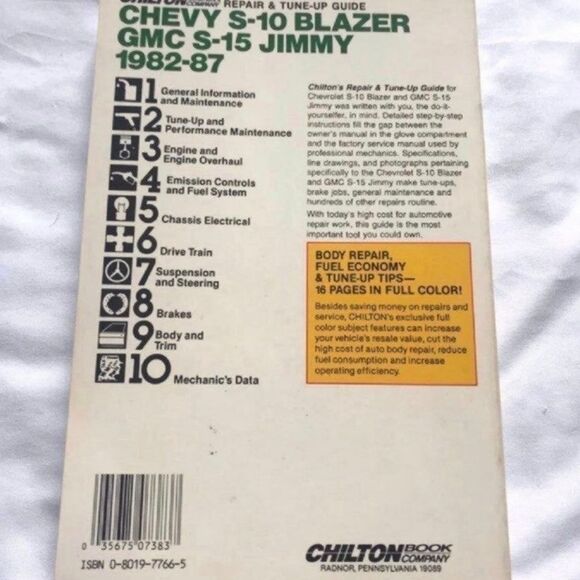 CHILTON BOOK COMPANY REPAIR & TUNE-UP GUIDE
CHEVY S-10 BLAZER
GMC S-15 JIMMY
1982-87
1 General Information
and Maintenance
2 Tune-Up and
Performance Maintenance
3 Engine and
Engine Overhaul
4 Emission Controls
and Fuel System
5 Chassis Electrical
6 Drive Train
7 Suspension
and Steering
8 Brakes
9 Body and
Trim
10 Mechanic's Data
Chilton's Repair & Tune-Up Guide for
Chevrolet S-10 Blazer and GMC S-15
Jimmy was written with you, the do-it-
yourselfer, in mind. Detailed step-by-step
instructions fill the gap between the
owner's manual in the glove compartment
and the factory service manual used by
professional mechanics. Specifications,
line drawings, and photographs pertaining
specifically to the Chevrolet S-10 Blazer
and GMC S-15 Jimmy make tune-ups,
brake jobs, general maintenance and
hundreds of other repairs routine.
With today's high cost for automotive
repair work, this guide is the most
important tool you could own.
BODY REPAIR,
FUEL ECONOMY
& TUNE-UP TIPS—
16 PAGES IN FULL COLOR!
Besides saving money on repairs and
service, CHILTON's exclusive full
color subject features can increase
your vehicle's resale value, cut the
high cost of auto body repair, reduce
fuel consumption and increase
operating efficiency.
0 35675 07383
ISBN 0-8019-7766-5
CHILTON BOOK COMPANY
RADNOR, PENNSYLVANIA 19089